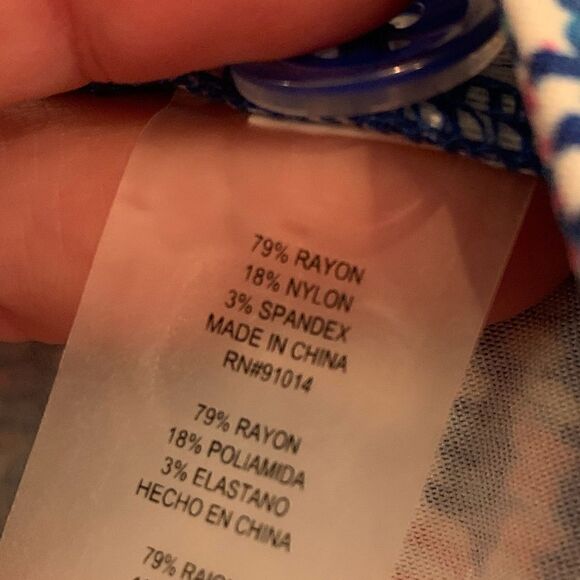 79% RAYON
18% NYLON
3% SPANDEX
MADE IN CHINA
RN#91014
79% RAYON
18% POLIAMIDA
3% ELASTANO
HECHO EN CHINA
79%